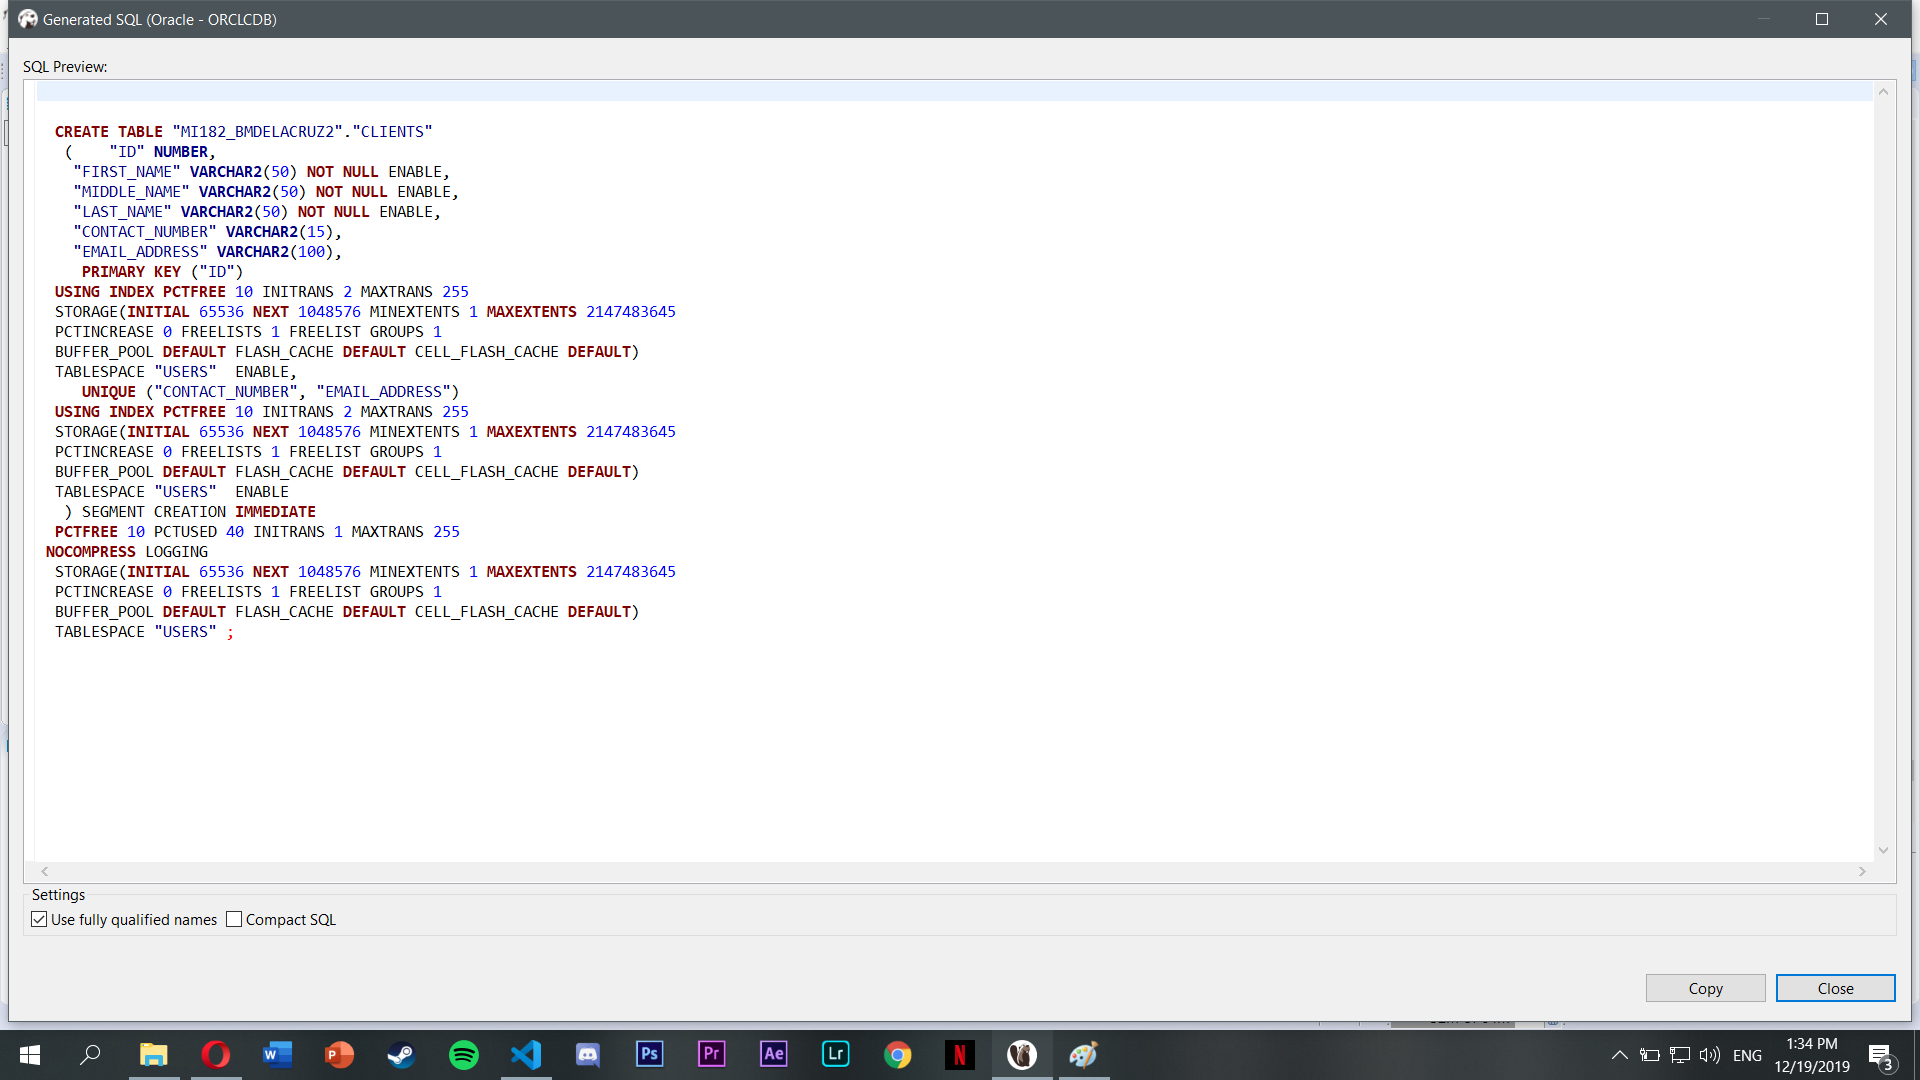 Generated SQL (Oracle - ORCLCDB)
SQL Preview:
CREATE TABLE "MI182_BMDELACRUZ2"."CLIENTS"
(    "ID" NUMBER,
"FIRST_NAME" VARCHAR2(50) NOT NULL ENABLE,
"MIDDLE_NAME" VARCHAR2(50) NOT NULL ENABLE,
"LAST_NAME" VARCHAR2(50) NOT NULL ENABLE,
"CONTACT_NUMBER" VARCHAR2(15),
"EMAIL_ADDRESS" VARCHAR2(100),
PRIMARY KEY ("ID")
USING INDEX PCTFREE 10 INITRANS 2 MAXTRANS 255
STORAGE(INITIAL 65536 NEXT 1048576 MINEXTENTS 1 MAXEXTENTS 2147483645
PCTINCREASE 0 FREELISTS 1 FREELIST GROUPS 1
BUFFER_POOL DEFAULT FLASH_CACHE DEFAULT CELL_FLASH_CACHE DEFAULT)
TABLESPACE "USERS"  ENABLE,
UNIQUE ("CONTACT_NUMBER", "EMAIL_ADDRESS")
USING INDEX PCTFREE 10 INITRANS 2 MAXTRANS 255
STORAGE(INITIAL 65536 NEXT 1048576 MINEXTENTS 1 MAXEXTENTS 2147483645
PCTINCREASE 0 FREELISTS 1 FREELIST GROUPS 1
BUFFER_POOL DEFAULT FLASH_CACHE DEFAULT CELL_FLASH_CACHE DEFAULT)
TABLESPACE "USERS"  ENABLE
) SEGMENT CREATION IMMEDIATE
PCTFREE 10 PCTUSED 40 INITRANS 1 MAXTRANS 255
NOCOMPRESS LOGGING
STORAGE(INITIAL 65536 NEXT 1048576 MINEXTENTS 1 MAXEXTENTS 2147483645
PCTINCREASE 0 FREELISTS 1 FREELIST GROUPS 1
BUFFER_POOL DEFAULT FLASH_CACHE DEFAULT CELL_FLASH_CACHE DEFAULT)
TABLESPACE "USERS" ;
Settings
Use fully qualified names Compact SQL
Copy Close
W P Ps Pr Ae Lr N ENG 1:34 PM
12/19/2019 3